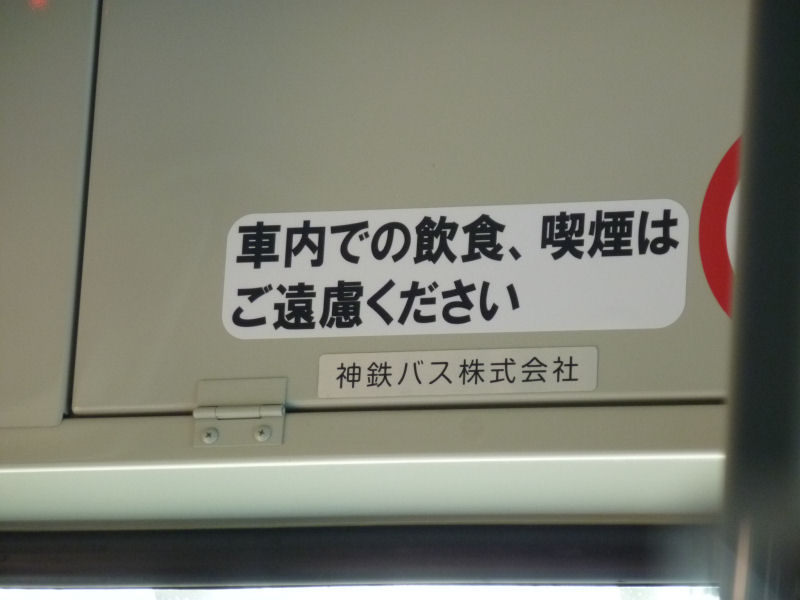 車内での飲食、喫煙は
ご遠慮ください
神鉄バス株式会社